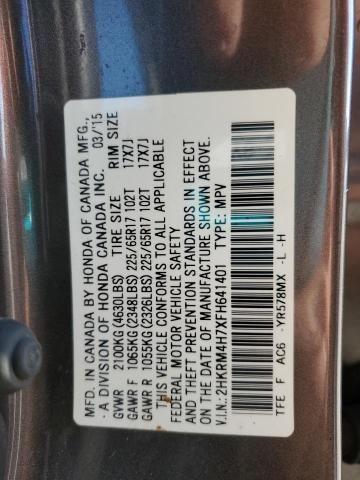 MFD. IN CANADA BY HONDA OF CANADA MFG.,
- A DIVISION OF HONDA CANADA INC. 03/'15
GVWR 2100KG(4630LBS) TIRE SIZE RIM SIZE
GAWR F 1065KG(2348LBS)225/65R17 102T 17X7J
GAWR R 1055KG(2326LBS)225/65R17 102T 17X7J
THIS VEHICLE CONFORMS TO ALL APPLICABLE
FEDERAL MOTOR VEHICLE SAFETY
AND THEFT PREVENTION STANDARDS IN EFFECT
ON THE DATE OF MANUFACTURE SHOWN ABOVE.
V.I.N.:2HKRM4H7XFH641401 TYPE: MPV
TFE F AC6 -YR578MX -L -H